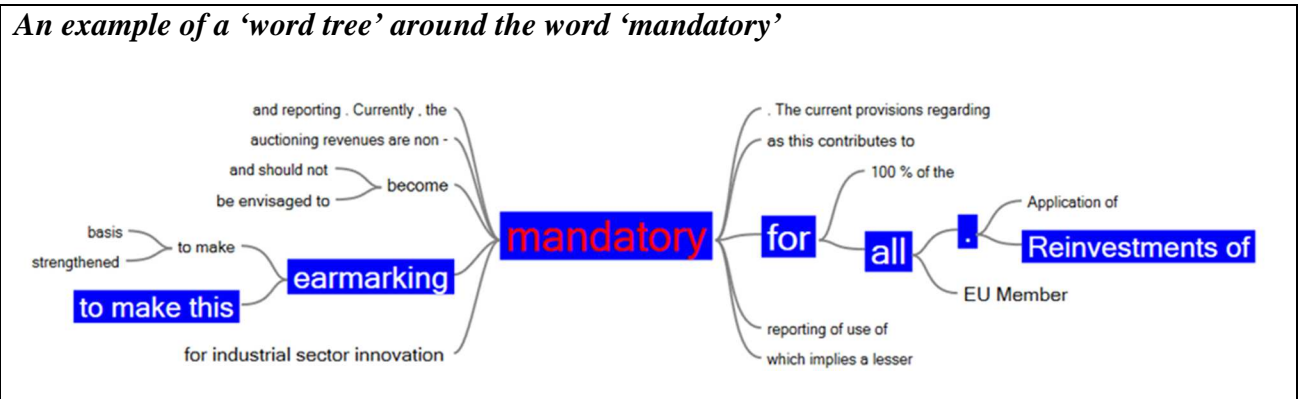 An example of a ‘word tree’ around the word ‘mandatory’
and reporting . Currently , the
auctioning revenues are non -
and should not
be envisaged to
become
basis
strengthened
to make
to make this
earmarking
for industrial sector innovation
mandatory
. The current provisions regarding
as this contributes to
for
100 % of the
all
.
Application of
Reinvestments of
EU Member
reporting of use of
which implies a lesser